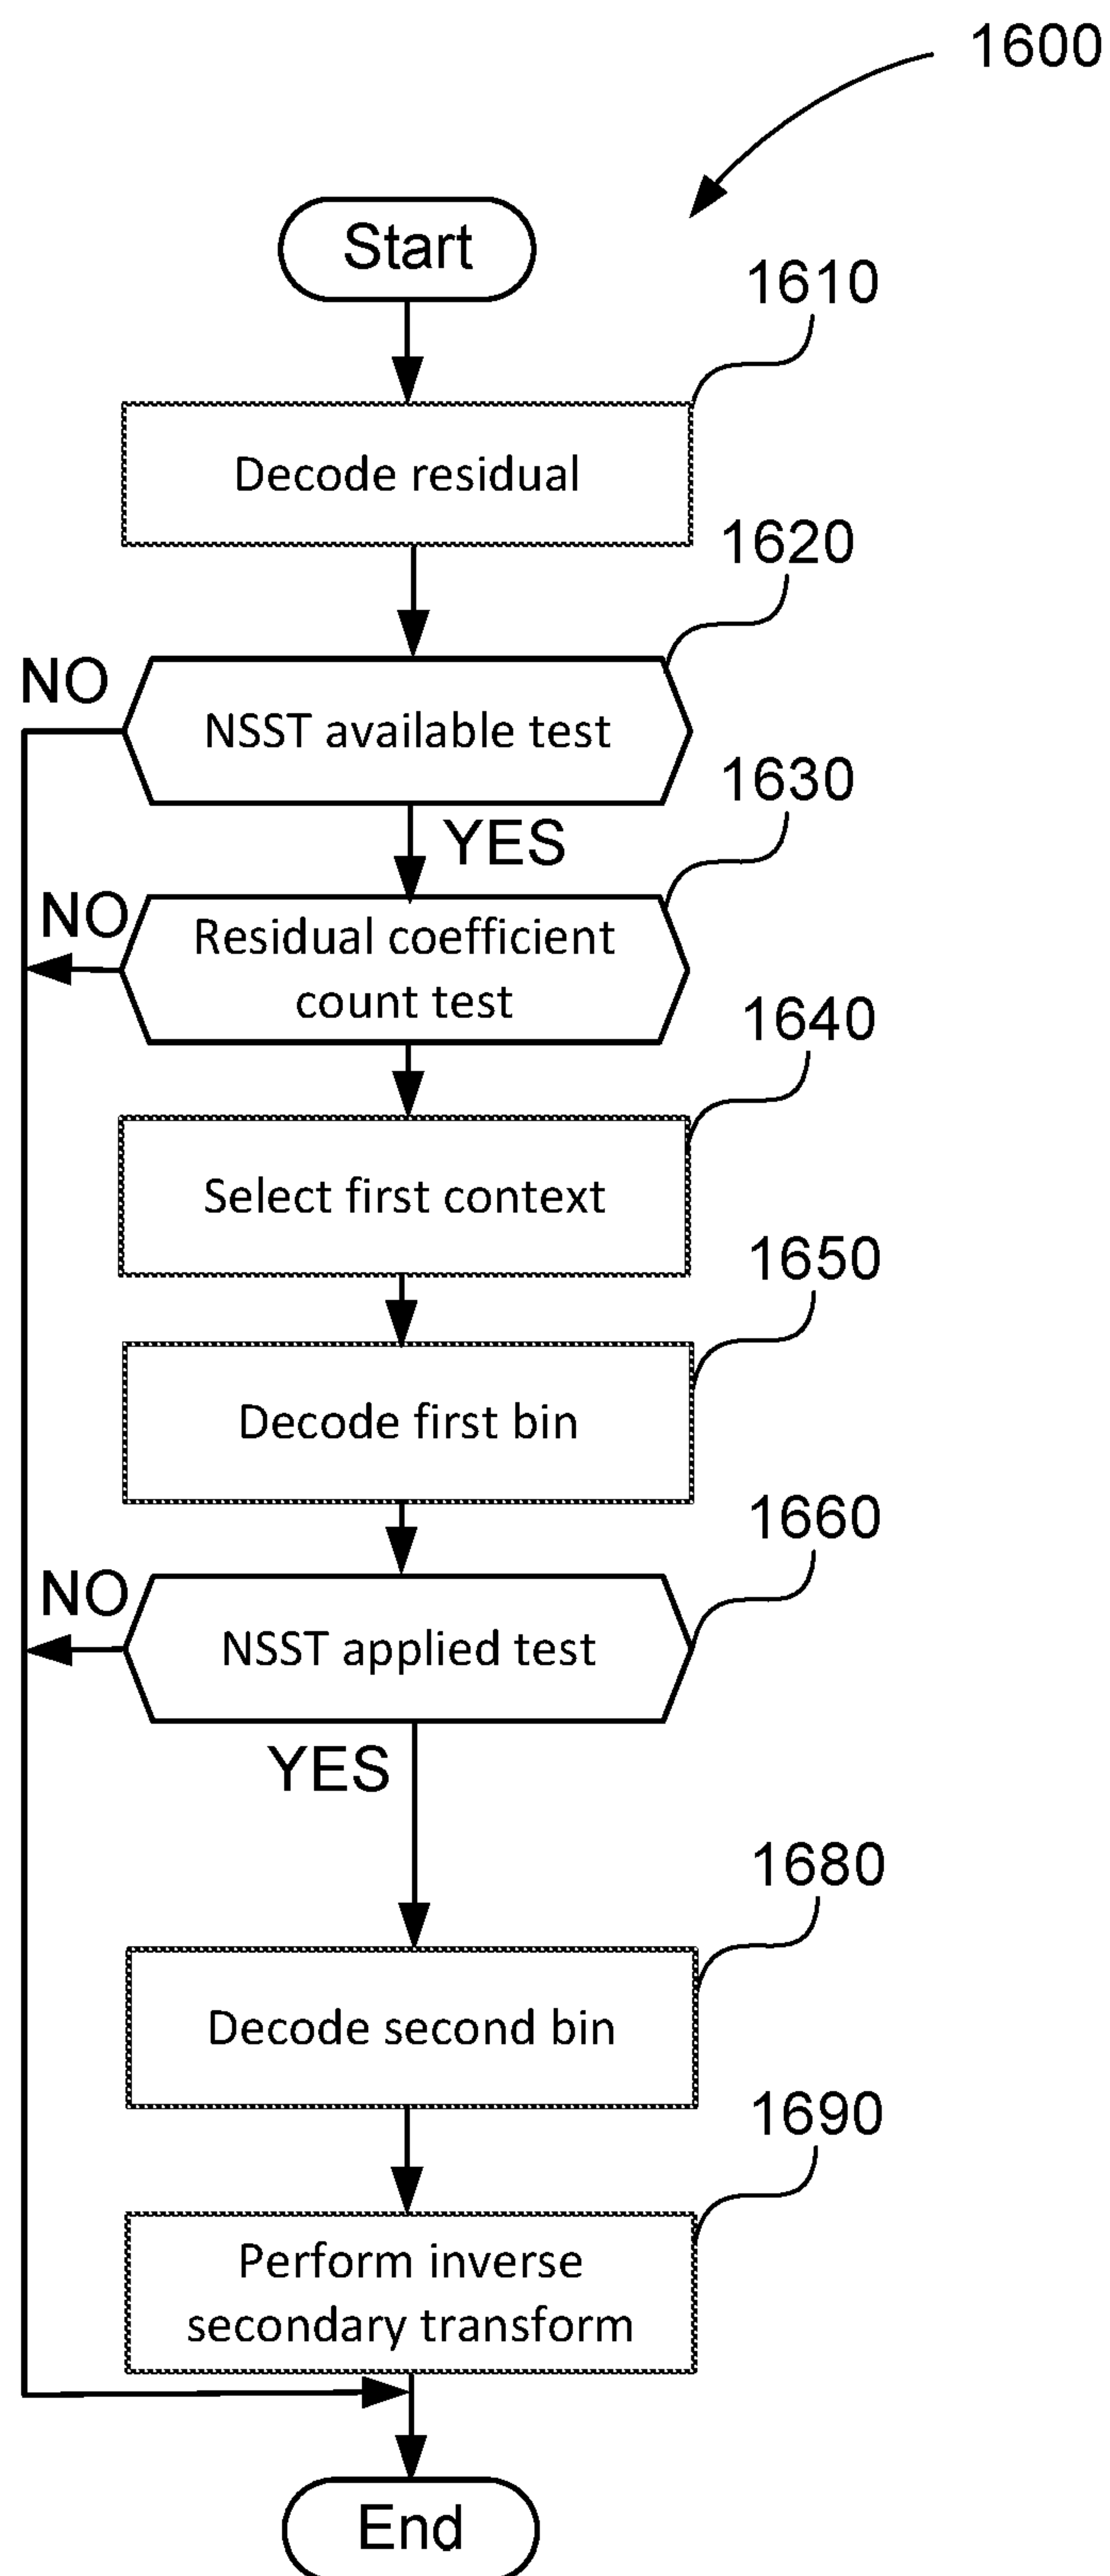 1600
Start
1610
Decode residual
1620
NO
NSST available test
1630
YES
NO
Residual coefficient
count test
1640
Select first context
1650
Decode first bin
1660
NO
NSST applied test
YES
1680
Decode second bin
1690
Perform inverse
secondary transform
End